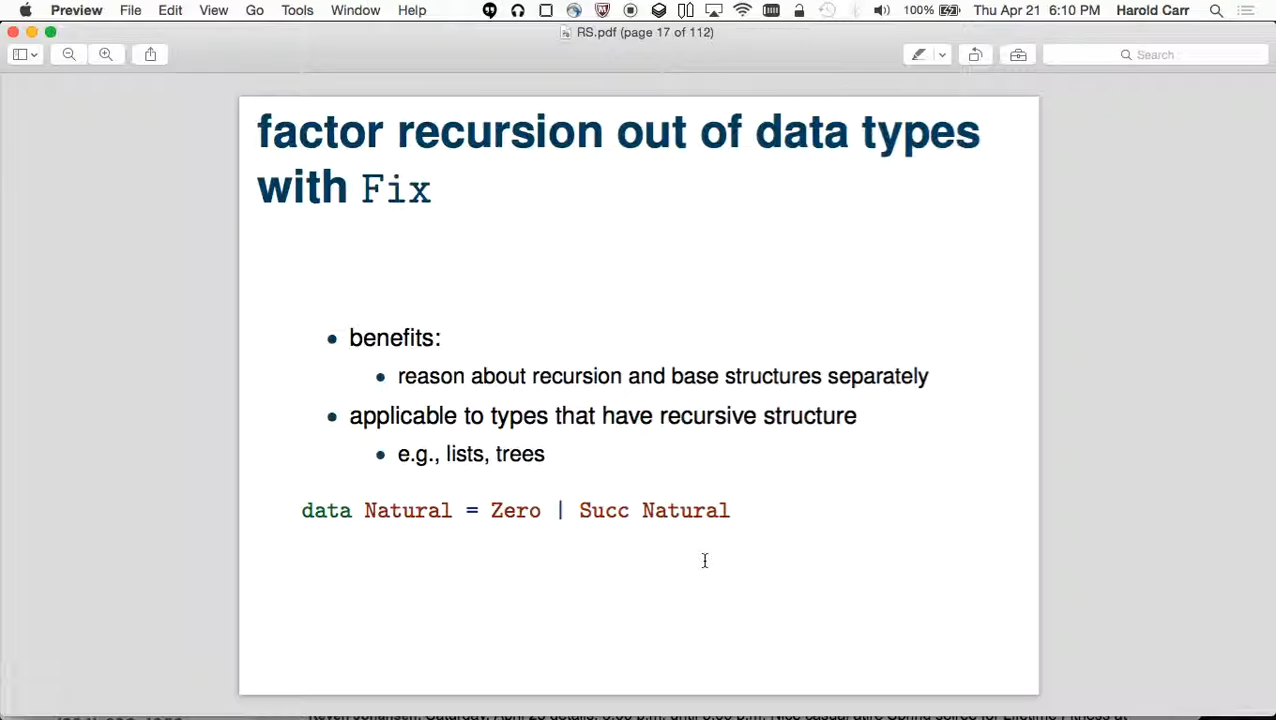 Preview File Edit View Go Tools Window Help 100% Thu Apr 21 6:10 PM Harold Carr
RS.pdf (page 17 of 112)
Search
factor recursion out of data types
with Fix
• benefits:
• reason about recursion and base structures separately
• applicable to types that have recursive structure
• e.g., lists, trees
data Natural = Zero | Succ Natural